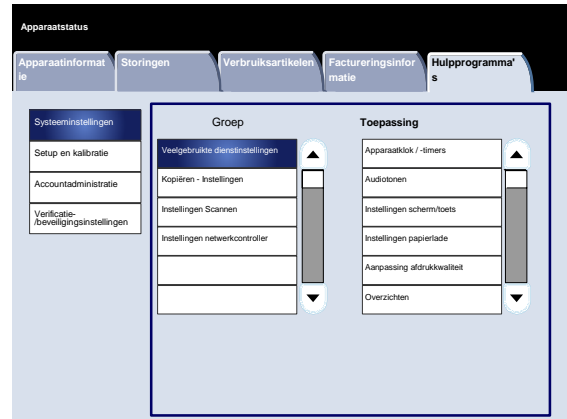 Apparaatstatus
Apparaatinformat
ie
Storingen
Verbruiksartikelen
Factureringsinfor
matie
Hulpprogramma'
s
Systeeminstellingen
Setup en kalibratie
Accountadministratie
Verificatie-
/beveiligingsinstellingen
Groep
Veelgebruikte dienstinstellingen
Kopiëren - Instellingen
Instellingen Scannen
Instellingen netwerkcontroller
Toepassing
Apparaatklok / -timers
Audiotonen
Instellingen scherm/toets
Instellingen papierlade
Aanpassing afdrukkwaliteit
Overzichten